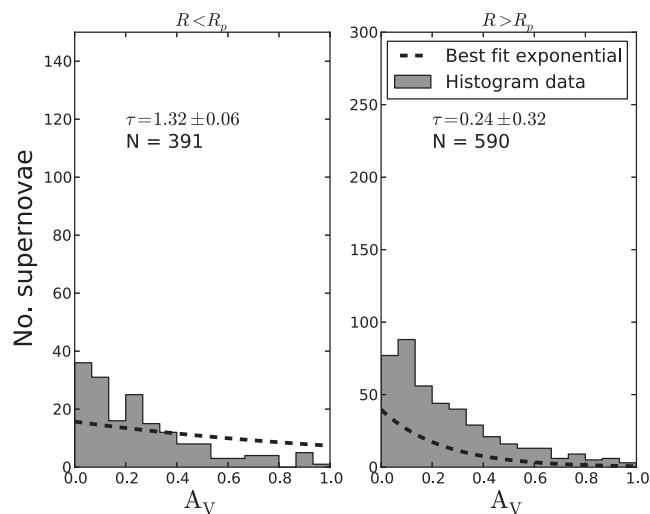 R < Rp
R > Rp
No. supernovae
160
140
120
100
80
60
40
20
0
τ=1.32±0.06
N = 391
0.0 0.2 0.4 0.6 0.8 1.0
A_V
300
250
200
150
100
50
0
Best fit exponential
Histogram data
τ=0.24±0.32
N = 590
0.0 0.2 0.4 0.6 0.8 1.0
A_V